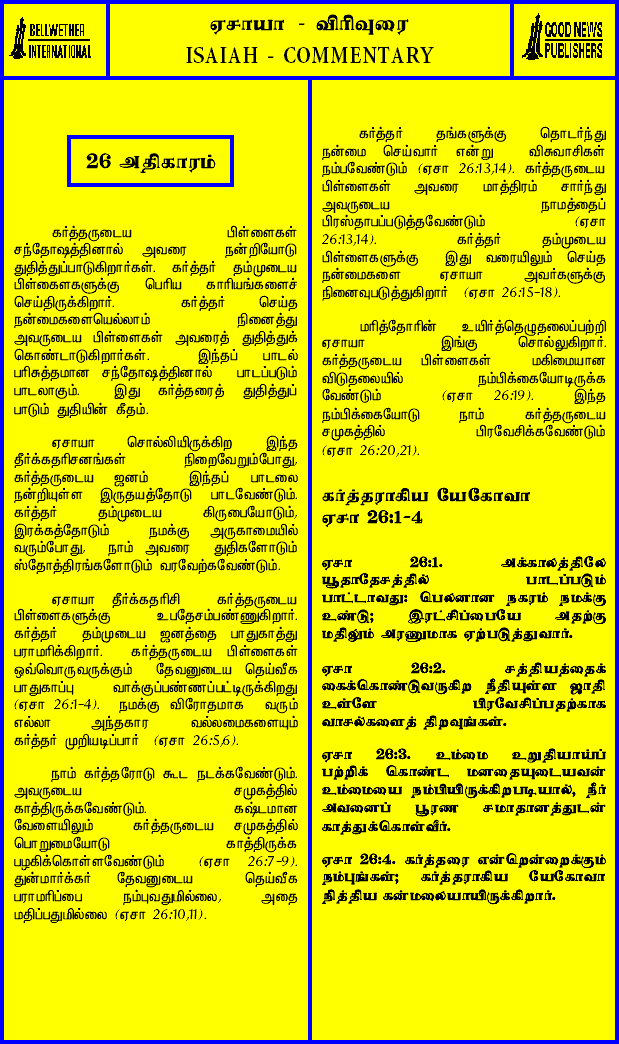 BELLWETHER
INTERNATIONAL
ஏசாயா - விரிவுரை
ISAIAH - COMMENTARY
GOOD NEWS
PUBLISHERS
26 அதிகாரம்
கர்த்தருடைய பிள்ளைகள்
சந்தோஷத்தினால் அவரை நன்றியோடு
துதித்துப்பாடுகிறார்கள். கர்த்தர் தம்முடைய
பிள்கைளகளுக்கு பெரிய காரியங்களைச்
செய்திருக்கிறார். கர்த்தர் செய்த
நன்மைகளையெல்லாம் நினைத்து
அவருடைய பிள்ளைகள் அவரைத் துதித்துக்
கொண்டாடுகிறார்கள். இந்தப் பாடல்
பரிசுத்தமான சந்தோஷத்தினால் பாடப்படும்
பாடலாகும். இது கர்த்தரைத் துதித்துப்
பாடும் துதியின் கீதம்.
ஏசாயா சொல்லியிருக்கிற இந்த
தீர்க்கதரிசனங்கள் நிறைவேறும்போது,
கர்த்தருடைய ஜனம் இந்தப் பாடலை
நன்றியுள்ள இருதயத்தோடு பாடவேண்டும்.
கர்த்தர் தம்முடைய கிருபையோடும்,
இரக்கத்தோடும் நமக்கு அருகாமையில்
வரும்போது, நாம் அவரை துதிகளோடும்
ஸ்தோத்திரங்களோடும் வரவேற்கவேண்டும்.
ஏசாயா தீர்க்கதரிசி கர்த்தருடைய
பிள்ளைகளுக்கு உபதேசம்பண்ணுகிறார்.
கர்த்தர் தம்முடைய ஜனத்தை பாதுகாத்து
பராமரிக்கிறார். கர்த்தருடைய பிள்ளைகள்
ஒவ்வொருவருக்கும் தேவனுடைய தெய்வீக
பாதுகாப்பு வாக்குப்பண்ணப்பட்டிருக்கிறது
(ஏசா 26:1-4). நமக்கு விரோதமாக வரும்
எல்லா அந்தகார வல்லமைகளையும்
கர்த்தர் முறியடிப்பார் (ஏசா 26:5,6).
நாம் கர்த்தரோடு கூட நடக்கவேண்டும்.
அவருடைய சமுகத்தில்
காத்திருக்கவேண்டும். கஷ்டமான
வேளையிலும் கர்த்தருடைய சமுகத்தில்
பொறுமையோடு காத்திருக்க
பழகிக்கொள்ளவேண்டும் (ஏசா 26:7-9).
துன்மார்க்கர் தேவனுடைய தெய்வீக
பராமரிப்பை நம்புவதுமில்லை, அதை
மதிப்பதுமில்லை (ஏசா 26:10,11).
கர்த்தர் தங்களுக்கு தொடர்ந்து
நன்மை செய்வார் என்று விசுவாசிகள்
நம்பவேண்டும் (ஏசா 26:13,14). கர்த்தருடைய
பிள்ளைகள் அவரை மாத்திரம் சார்ந்து
அவருடைய நாமத்தைப்
பிரஸ்தாபப்படுத்தவேண்டும் (ஏசா
26:13,14). கர்த்தர் தம்முடைய
பிள்ளைகளுக்கு இது வரையிலும் செய்த
நன்மைகளை ஏசாயா அவர்களுக்கு
நினைவுபடுத்துகிறார் (ஏசா 26:15-18).
மரித்தோரின் உயிர்த்தெழுதலைப்பற்றி
ஏசாயா இங்கு சொல்லுகிறார்.
கர்த்தருடைய பிள்ளைகள் மகிமையான
விடுதலையில் நம்பிக்கையோடிருக்க
வேண்டும் (ஏசா 26:19). இந்த
நம்பிக்கையோடு நாம் கர்த்தருடைய
சமுகத்தில் பிரவேசிக்கவேண்டும்
(ஏசா 26:20,21).
கர்த்தராகிய யேகோவா
ஏசா 26:1-4
ஏசா 26:1. அக்காலத்திலே
யூதாதேசத்தில் பாடப்படும்
பாட்டாவது: பெலனான நகரம் நமக்கு
உண்டு; இரட்சிப்பையே அதற்கு
மதிலும் அரணுமாக ஏற்படுத்துவார்.
ஏசா 26:2. சத்தியத்தைக்
கைக்கொண்டுவருகிற நீதியுள்ள ஜாதி
உள்ளே பிரவேசிப்பதற்காக
வாசல்களைத் திறவுங்கள்.
ஏசா 26:3. உம்மை உறுதியாய்ப்
பற்றிக் கொண்ட மனதையுடையவன்
உம்மையை நம்பியிருக்கிறபடியால், நீர்
அவனைப் பூரண சமாதானத்துடன்
காத்துக்கொள்வீர்.
ஏசா 26:4. கர்த்தரை என்றென்றைக்கும்
நம்புங்கள்; கர்த்தராகிய யேகோவா
நித்திய கன்மலையாயிருக்கிறார்.